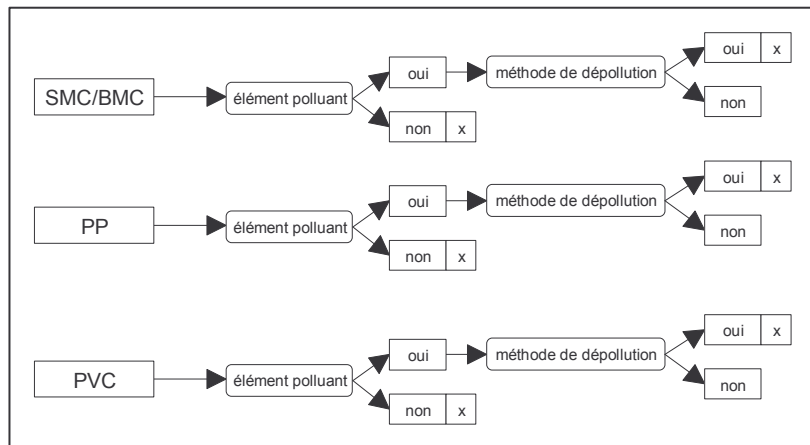 oui x
SMC/BMC élément polluant oui méthode de dépollution
non
non x
oui x
PP élément polluant oui méthode de dépollution
non
non x
oui x
PVC élément polluant oui méthode de dépollution
non
non x